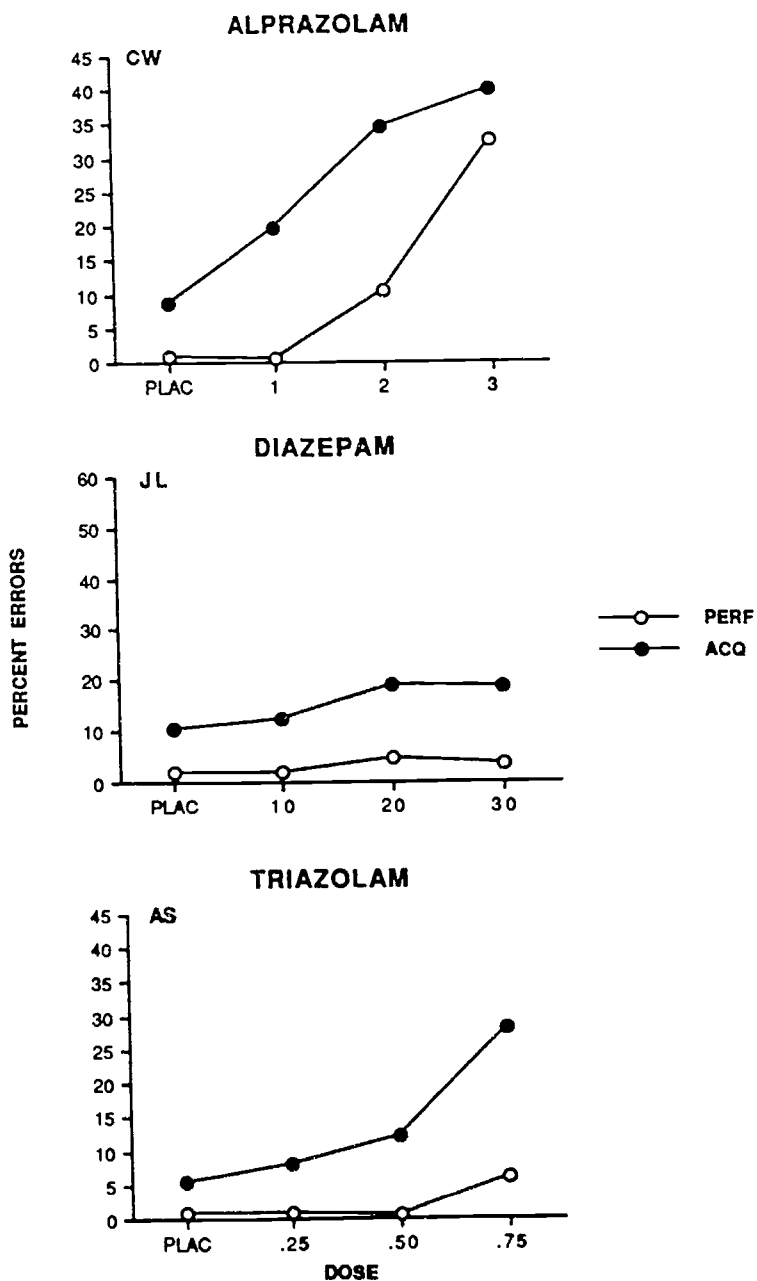 ALPRAZOLAM
CW
45
40
35
30
25
20
15
10
5
0
PLAC 1 2 3
DIAZEPAM
JL
60
50
40
30
20
10
0
PLAC 10 20 30
PERCENT ERRORS
PERF
ACQ
TRIAZOLAM
AS
45
40
35
30
25
20
15
10
5
0
PLAC .25 .50 .75
DOSE